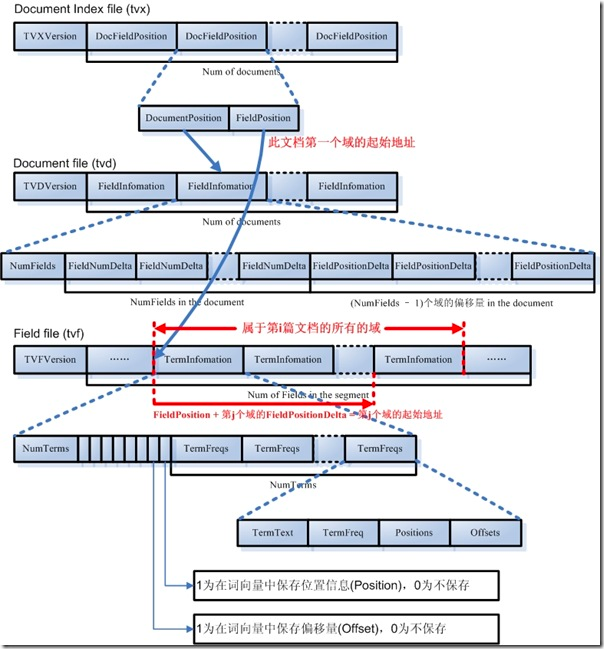 Document Index file (tvx)
TVXVersion DocFieldPosition DocFieldPosition DocFieldPosition
Num of documents
DocumentPosition FieldPosition
此文档第一个域的起始地址
Document file (tvd)
TVDVersion FieldInfomation FieldInfomation FieldInfomation
Num of documents
NumFields FieldNumDelta FieldNumDelta FieldNumDelta FieldPositionDelta FieldPositionDelta FieldPositionDelta
NumFields in the document (NumFields - 1)个域的偏移量 in the document
属于第i篇文档的所有的域
Field file (tvf)
TVFVersion …… TermInfomation TermInfomation TermInfomation ……
Num of Fields in the segment
FieldPosition + 第j个域的FieldPositionDelta = 第j个域的起始地址
NumTerms TermFreqs TermFreqs TermFreqs
NumTerms
TermText TermFreq Positions Offsets
1为在词向量中保存位置信息(Position), 0为不保存
1为在词向量中保存偏移量(Offset), 0为不保存